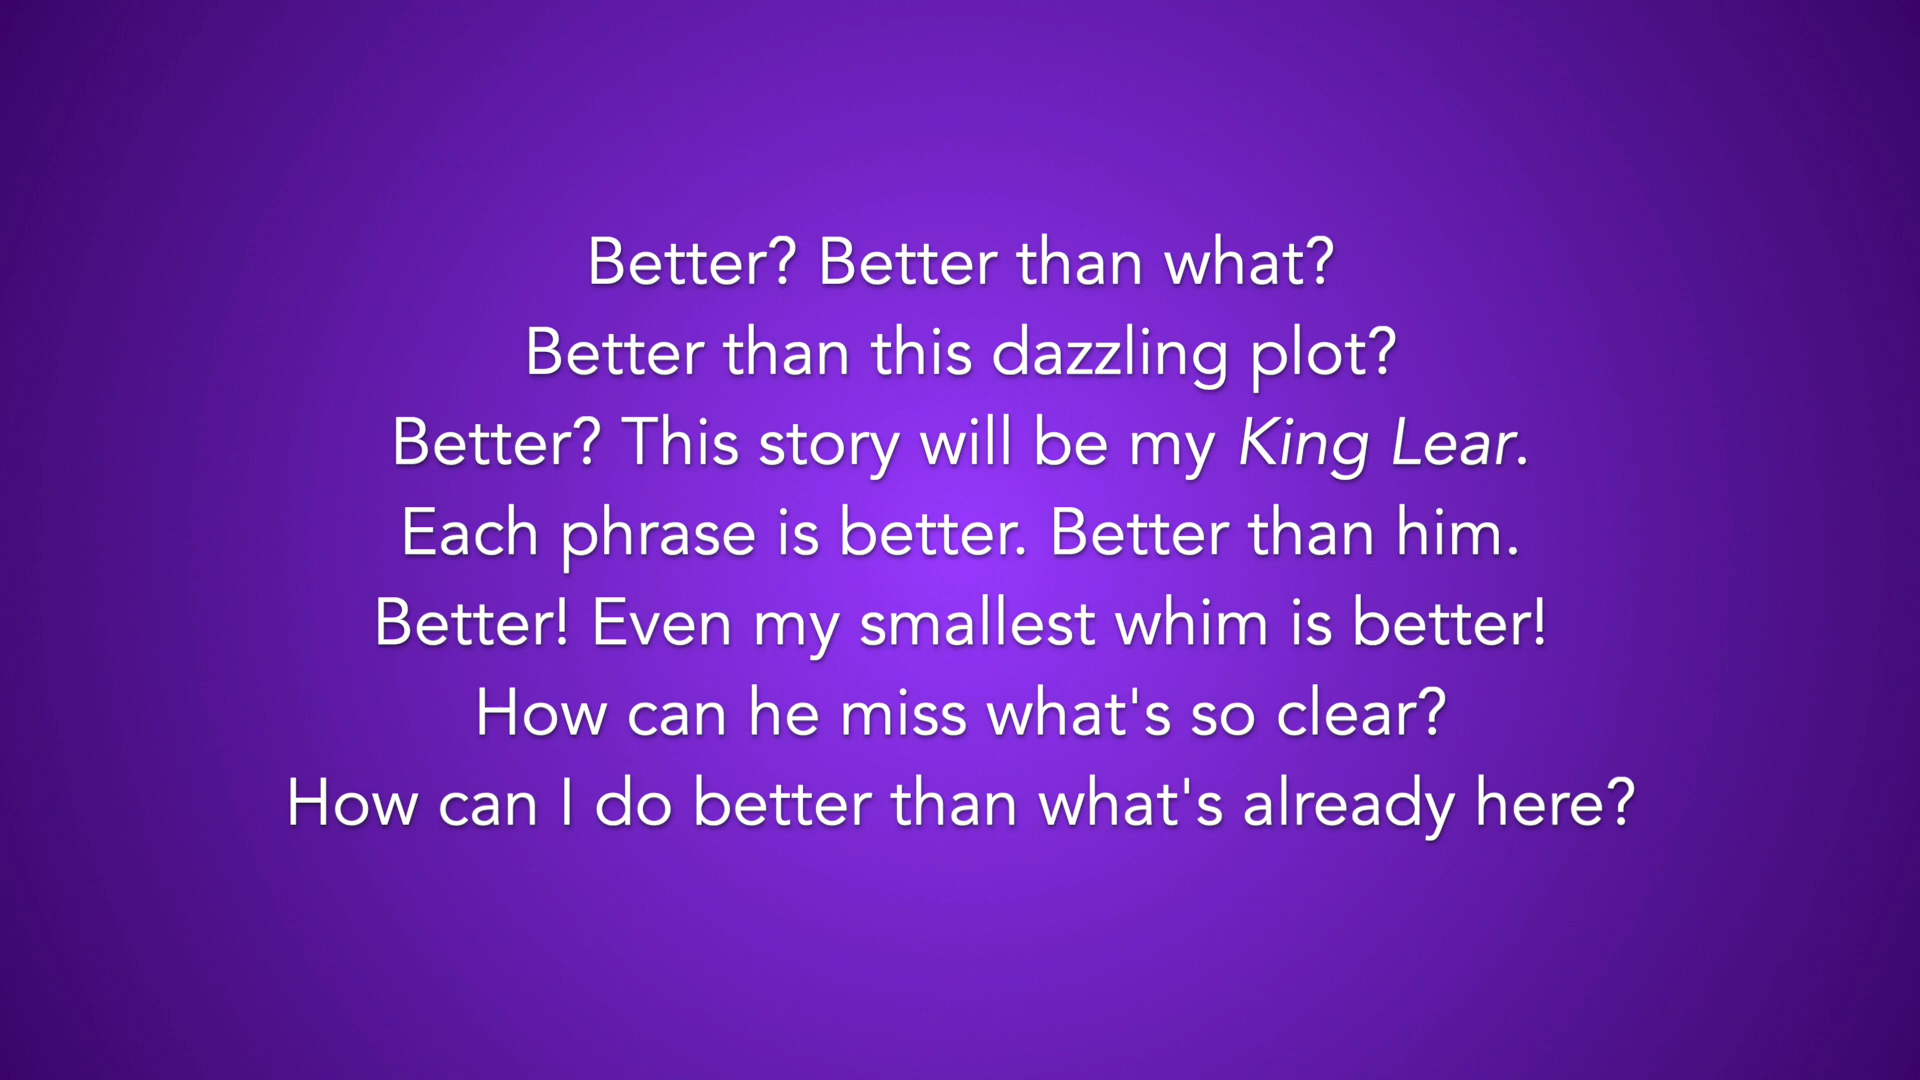 Better? Better than what?
Better than this dazzling plot?
Better? This story will be my King Lear.
Each phrase is better. Better than him.
Better! Even my smallest whim is better!
How can he miss what's so clear?
How can I do better than what's already here?